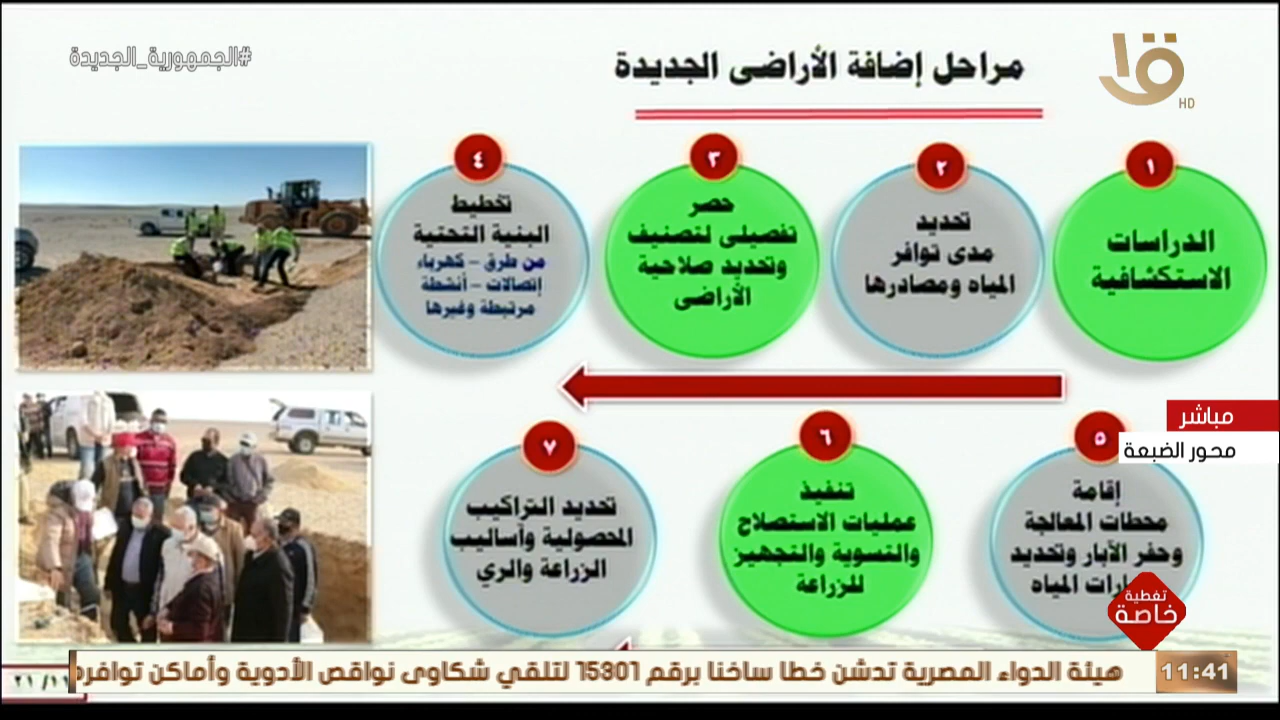 #الجمهورية_الجديدة
HD
مراحل إضافة الأراضى الجديدة
١
الدراسات
الاستكشافية
٢
تحديد
مدى توافر
المياه ومصادرها
٣
حصر
تفصيلى لتصنيف
وتحديد صلاحية
الأراضى
٤
تخطيط
البنية التحتية
من طرق - كهرباء
إتصالات - أنشطة
مرتبطة وغيرها
مباشر
محور الضبعة
٥
إقامة
محطات المعالجة
وحفر الآبار وتحديد
المياه
٦
تنفيذ
عمليات الاستصلاح
والتسوية والتجهيز
للزراعة
٧
تحديد التراكيب
المحصولية وأساليب
الزراعة والري
تغطية
خاصة
11:41
هيئة الدواء المصرية تدشن خطا ساخنا برقم 15301 لتلقي شكاوى نواقص الأدوية وأماكن توافره